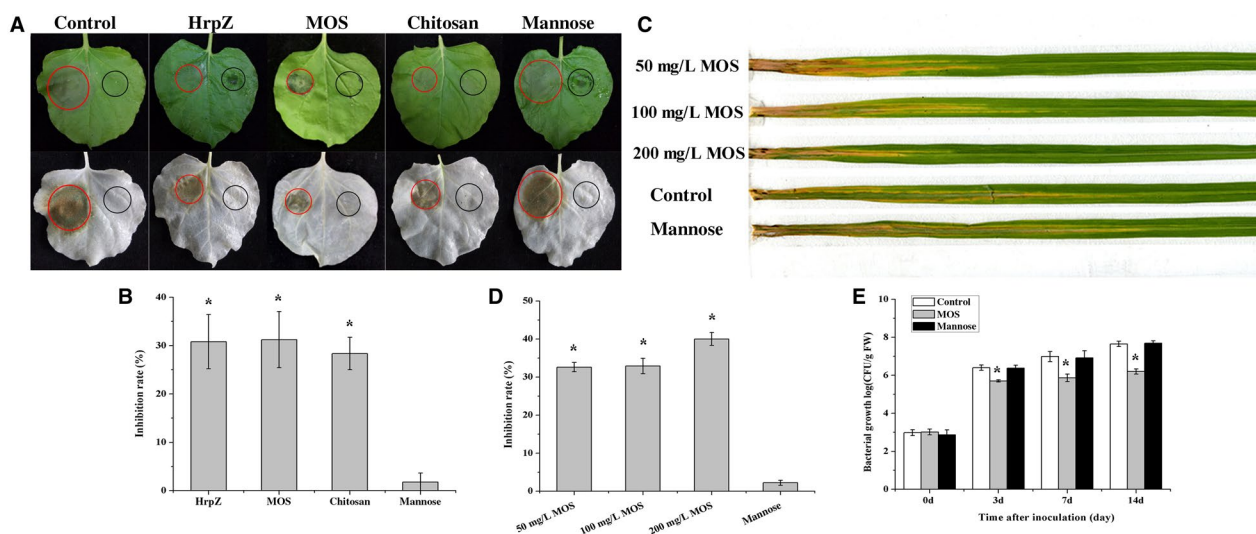 A
Control
HrpZ
MOS
Chitosan
Mannose
C
50 mg/L MOS
100 mg/L MOS
200 mg/L MOS
Control
Mannose
B
*
*
*
Inhibition rate (%)
40
30
20
10
0
HrpZ
MOS
Chitosan
Mannose
D
*
*
*
Inhibition rate (%)
50
40
30
20
10
0
50 mg/L MOS
100 mg/L MOS
200 mg/L MOS
Mannose
E
Control
MOS
Mannose
*
*
*
Bacterial growth log(CFU/g FW)
10
8
6
4
2
0
0d
3d
7d
14d
Time after inoculation (day)